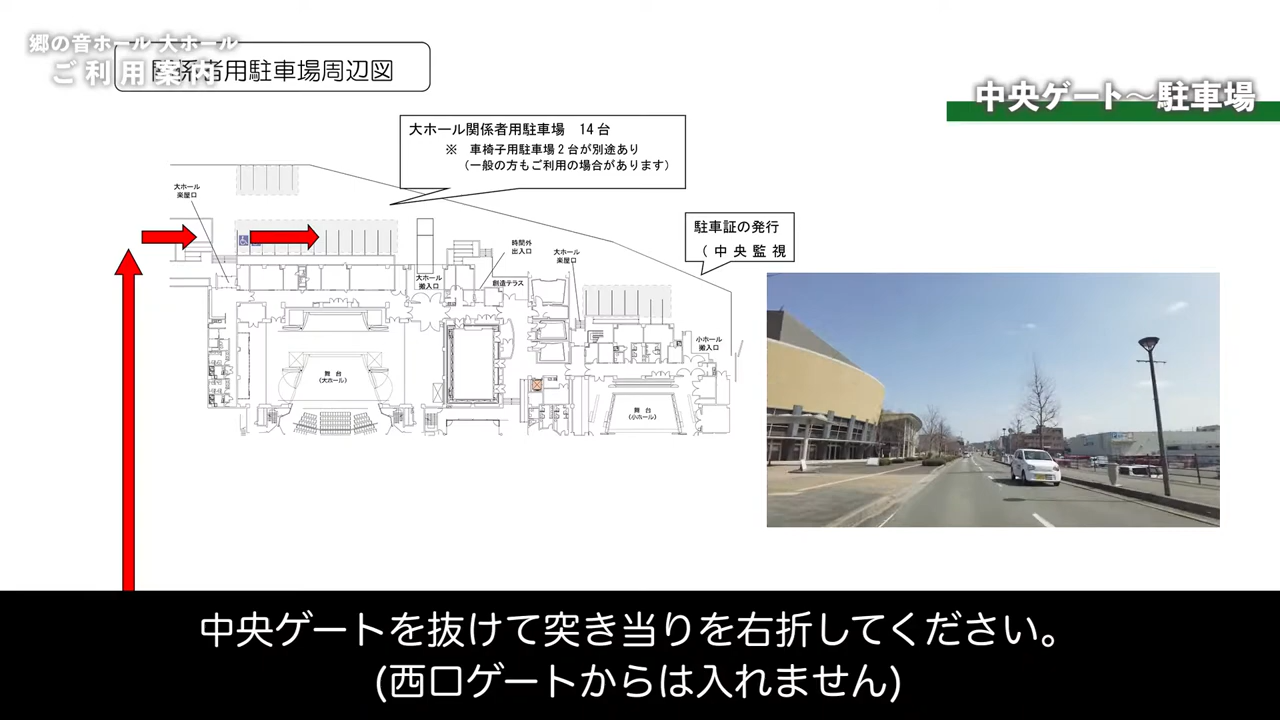 郷の音ホール 大ホール
ご利用案内
関係者用駐車場周辺図
中央ゲート～駐車場
大ホール関係者用駐車場　14台
※　車椅子用駐車場2台が別途あり
（一般の方もご利用の場合があります）
大ホール
楽屋口
駐車証の発行
（中央監視
時間外
出入口
大ホール
楽屋口
大ホール
搬入口
創造テラス
小ホール
搬入口
舞台
（大ホール）
舞台
（小ホール）
中央ゲートを抜けて突き当りを右折してください。
(西口ゲートからは入れません)